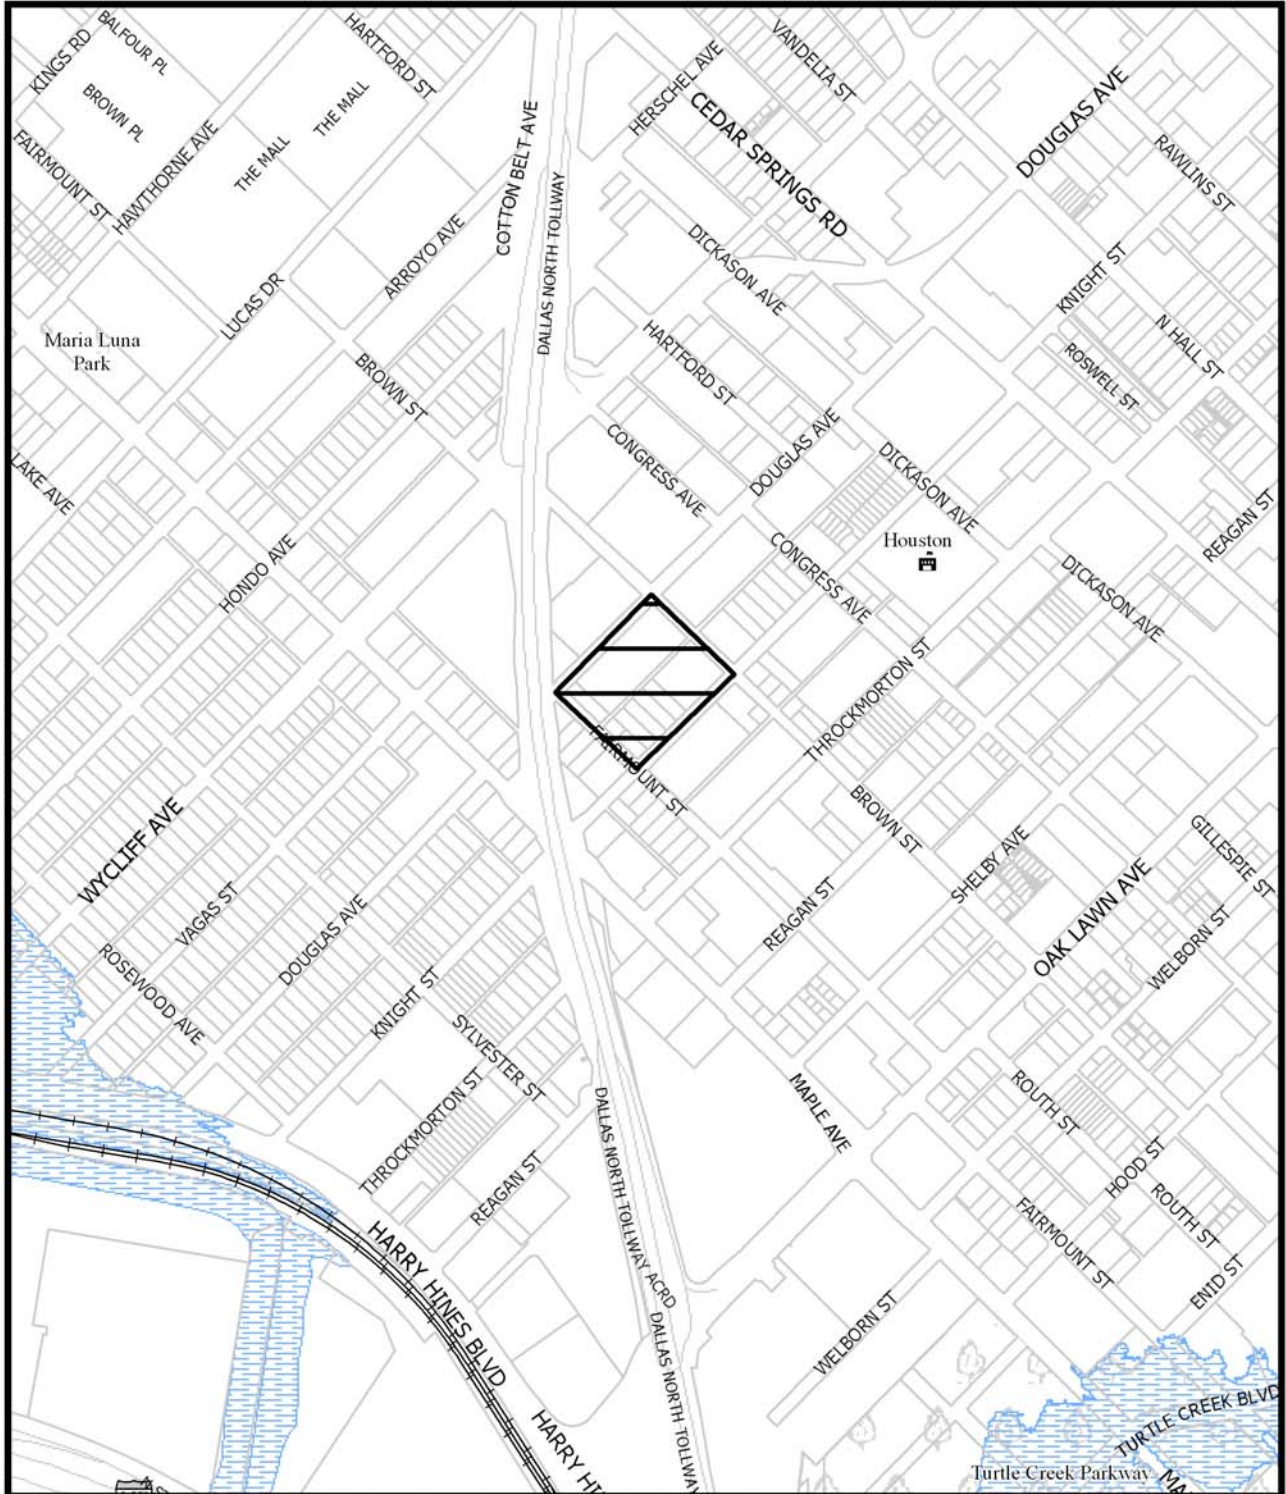 KINGS RD
BALFOUR PL
BROWN PL
HARTFORD ST
THE MALL
THE MALL
FAIRMOUNT ST
HAWTHORNE AVE
COTTON BELT AVE
DALLAS NORTH TOLLWAY
HERSCHEL AVE
VANDELIA ST
CEDAR SPRINGS RD
DOUGLAS AVE
RAWLINS ST
ARROYO AVE
LUCAS DR
DICKASON AVE
KNIGHT ST
N HALL ST
ROSWELL ST
Maria Luna
Park
BROWN ST
HARTFORD ST
CONGRESS AVE
DOUGLAS AVE
DICKASON AVE
LAKE AVE
HONDO AVE
Houston
CONGRESS AVE
REAGAN ST
DICKASON AVE
THROCKMORTON ST
FAIRMOUNT ST
WYCLIFF AVE
VAGAS ST
DOUGLAS AVE
ROSEWOOD AVE
KNIGHT ST
SYLVESTER ST
BROWN ST
SHELBY AVE
GILLESPIE ST
REAGAN ST
OAK LAWN AVE
WELBORN ST
THROCKMORTON ST
REAGAN ST
MAPLE AVE
ROUTH ST
HOOD ST
ROUTH ST
FAIRMOUNT ST
ENID ST
DALLAS NORTH TOLLWAY ACRD
DALLAS NORTH TOLLWAY
HARRY HINES BLVD
HARRY HI
WELBORN ST
TURTLE CREEK BLVD
Turtle Creek Parkway
MA